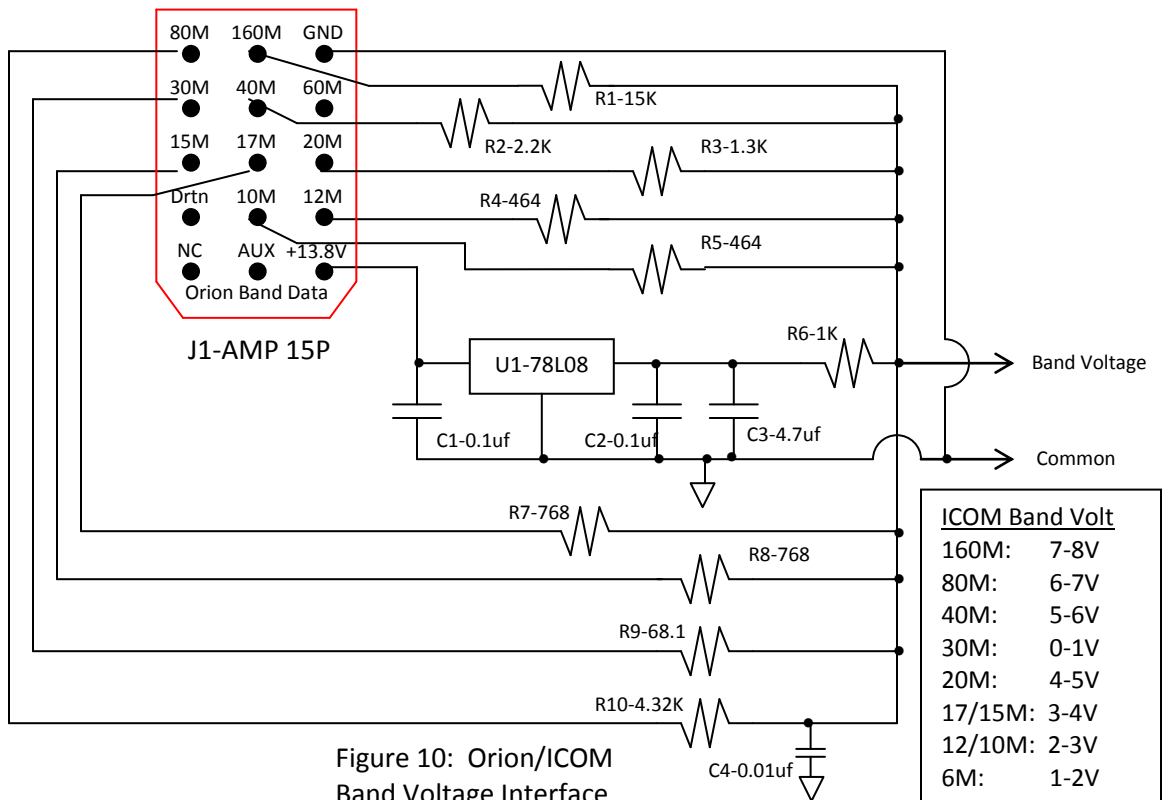 80M 160M GND
30M 40M 60M
15M 17M 20M
Drtn 10M 12M
NC AUX +13.8V
Orion Band Data
J1-AMP 15P
R1-15K
R2-2.2K
R3-1.3K
R4-464
R5-464
R6-1K
U1-78L08
Band Voltage
C1-0.1uf
C2-0.1uf
C3-4.7uf
Common
R7-768
R8-768
R9-68.1
R10-4.32K
C4-0.01uf
Figure 10: Orion/ICOM
Band Voltage Interface
ICOM Band Volt
160M: 7-8V
80M: 6-7V
40M: 5-6V
30M: 0-1V
20M: 4-5V
17/15M: 3-4V
12/10M: 2-3V
6M: 1-2V